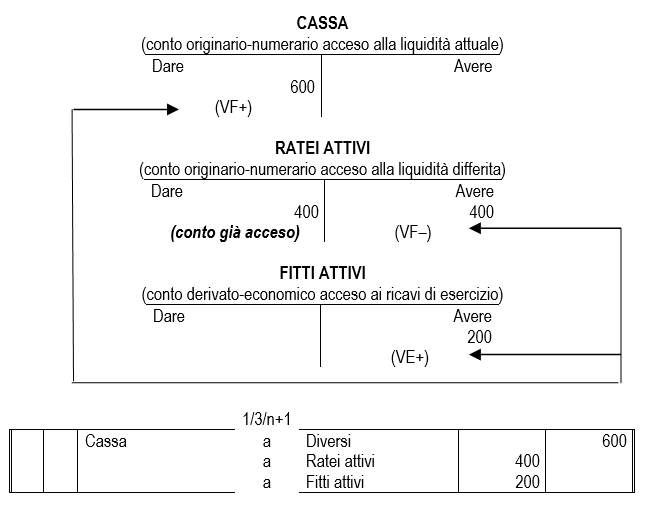 CASSA
(conto originario-numerario acceso alla liquidità attuale)
Dare Avere
600
(VF+)
RATEI ATTIVI
(conto originario-numerario acceso alla liquidità differita)
Dare Avere
400 400
(conto già acceso) (VF–)
FITTI ATTIVI
(conto derivato-economico acceso ai ricavi di esercizio)
Dare Avere
200
(VE+)
1/3/n+1
Cassa a Diversi 600
a Ratei attivi 400
a Fitti attivi 200